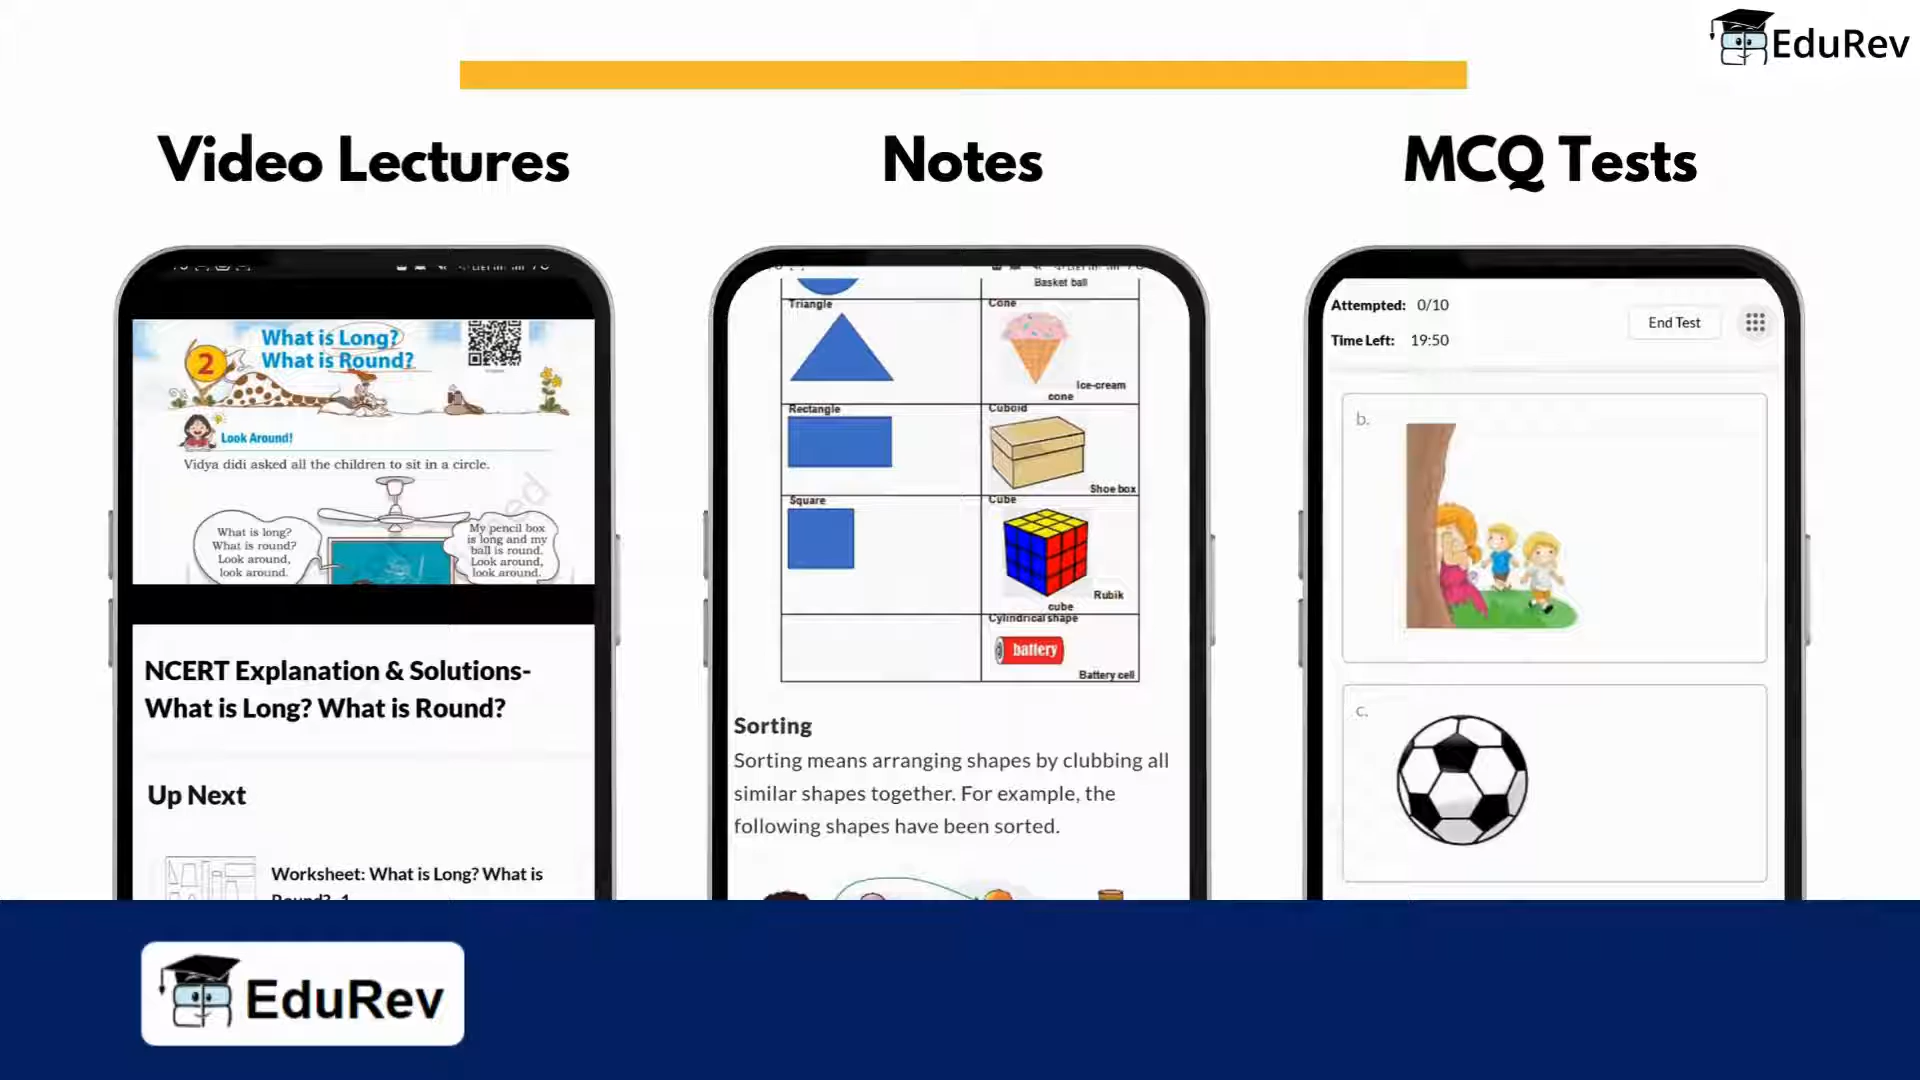 EduRev
Video Lectures
Notes
MCQ Tests
2
What is Long?
What is Round?
Look Around!
Vidya didi asked all the children to sit in a circle.
What is long?
What is round?
Look around,
look around.
My pencil box
is long and my
ball is round.
Look around,
look around.
NCERT Explanation & Solutions-
What is Long? What is Round?
Up Next
Worksheet: What is Long? What is
Round? -1
Basket ball
Triangle
Cone
Ice-cream
cone
Rectangle
Cuboid
Shoe box
Square
Cube
Rubik
cube
Cylindrical shape
battery
Battery cell
Sorting
Sorting means arranging shapes by clubbing all
similar shapes together. For example, the
following shapes have been sorted.
Attempted: 0/10
End Test
Time Left: 19:50
b.
c.
EduRev